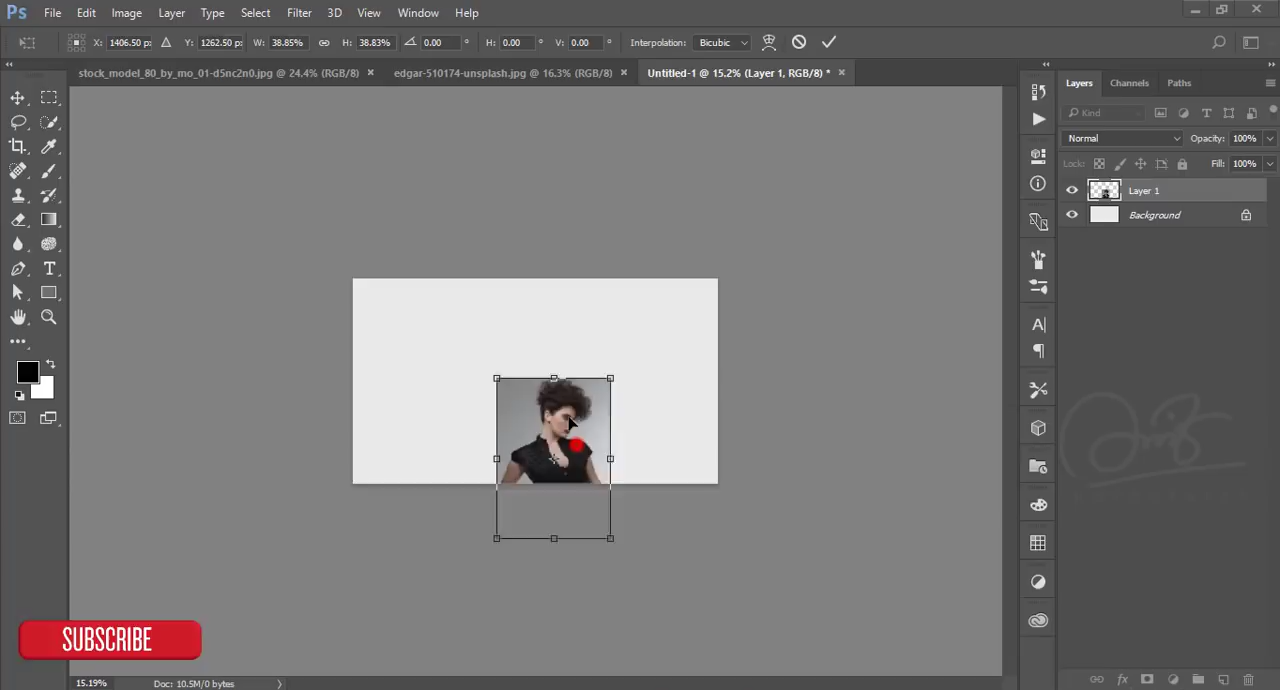 Ps File Edit Image Layer Type Select Filter 3D View Window Help
X: 1406.50 px Y: 1262.50 px W: 38.85% H: 38.83% 0.00 ° H: 0.00 ° V: 0.00 ° Interpolation: Bicubic
stock_model_80_by_mo_01-d5nc2n0.jpg @ 24.4% (RGB/8) × edgar-510174-unsplash.jpg @ 16.3% (RGB/8) × Untitled-1 @ 15.2% (Layer 1, RGB/8) * ×
Layers Channels Paths
Kind
Normal Opacity: 100%
Lock: Fill: 100%
Layer 1
Background
SUBSCRIBE
15.19% Doc: 10.5M/0 bytes